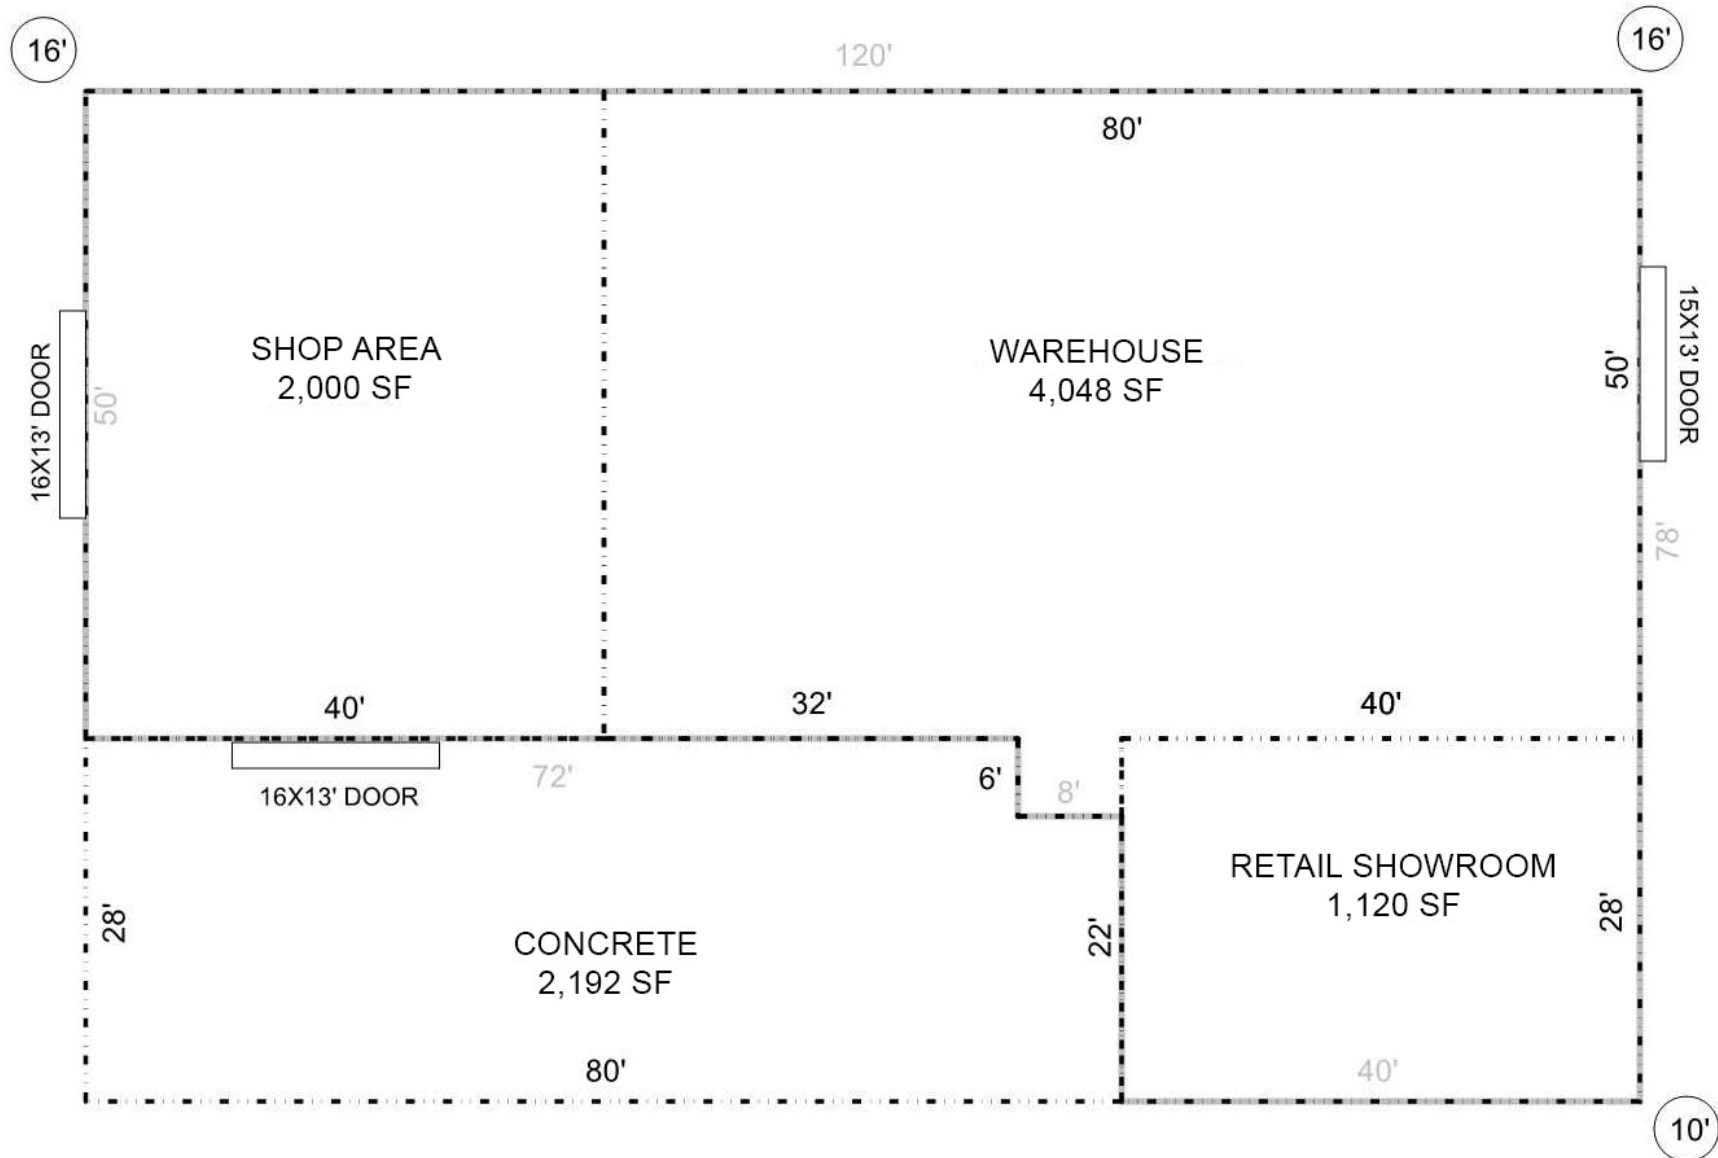 16'
120'
16'
80'
SHOP AREA
2,000 SF
WAREHOUSE
4,048 SF
16X13' DOOR
50'
50'
15X13' DOOR
78'
40'
32'
40'
16X13' DOOR
72'
6'
8'
RETAIL SHOWROOM
1,120 SF
28'
CONCRETE
2,192 SF
22'
28'
80'
40'
10'